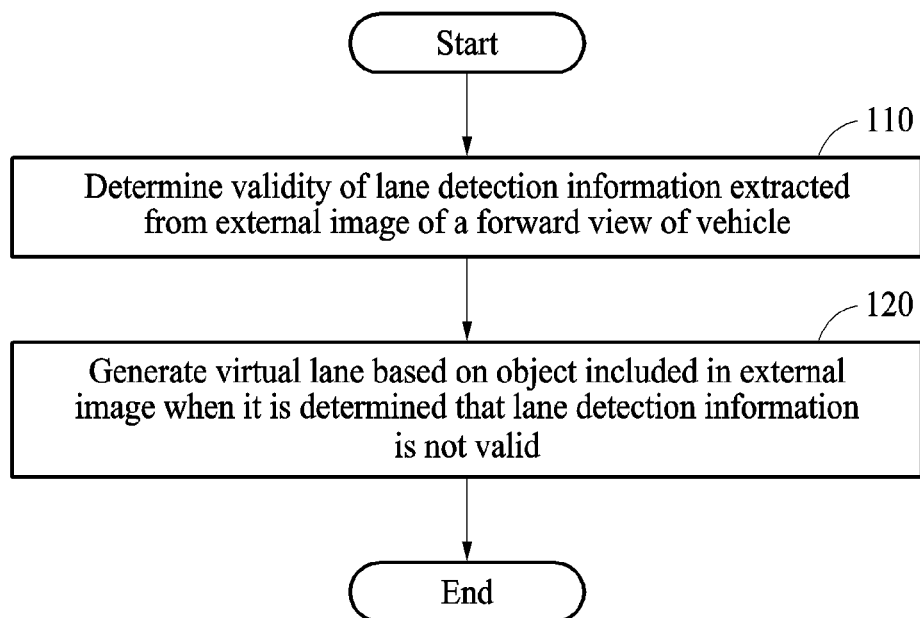 Start
110
Determine validity of lane detection information extracted
from external image of a forward view of vehicle
120
Generate virtual lane based on object included in external
image when it is determined that lane detection information
is not valid
End